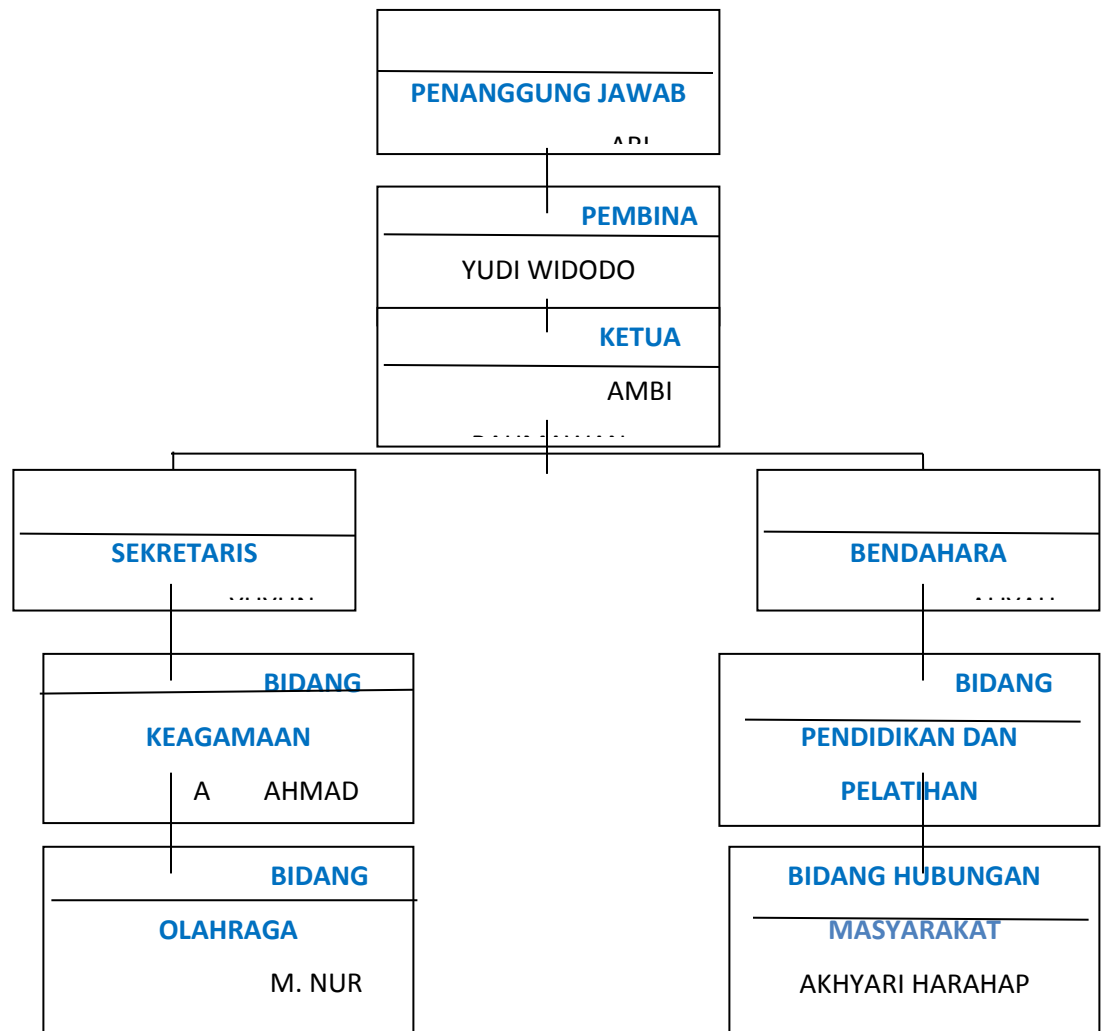 PENANGGUNG JAWAB
PEMBINA
YUDI WIDODO
KETUA
AMBI
SEKRETARIS
BENDAHARA
BIDANG
KEAGAMAAN
A AHMAD
BIDANG
PENDIDIKAN DAN
PELATIHAN
BIDANG
OLAHRAGA
M. NUR
BIDANG HUBUNGAN
MASYARAKAT
AKHYARI HARAHAP